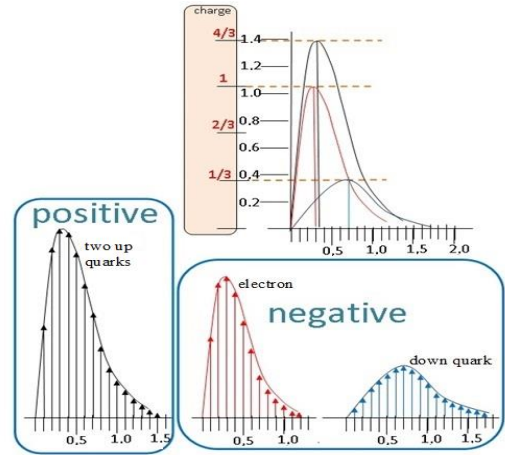 charge
4/3
1
2/3
1/3
1.4
1.2
1.0
0.8
0.6
0.4
0.2
0,5 1,0 1,5 2,0
positive
two up
quarks
0,5 1.0 1.5
negative
electron
0,5 1.0
down quark
0,5 1.0 1.5